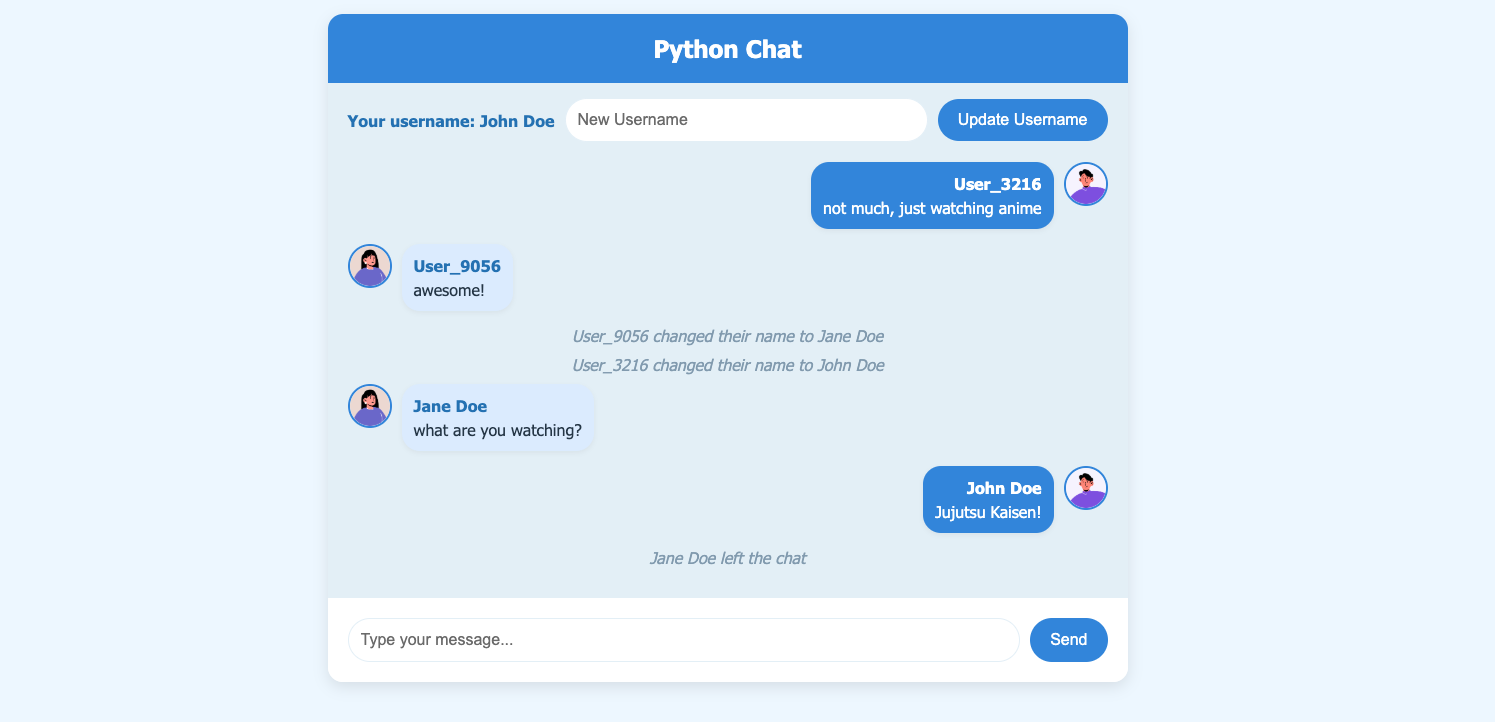 Python Chat
Your username: John Doe
New Username
Update Username
User_3216
not much, just watching anime
User_9056
awesome!
User_9056 changed their name to Jane Doe
User_3216 changed their name to John Doe
Jane Doe
what are you watching?
John Doe
Jujutsu Kaisen!
Jane Doe left the chat
Type your message...
Send